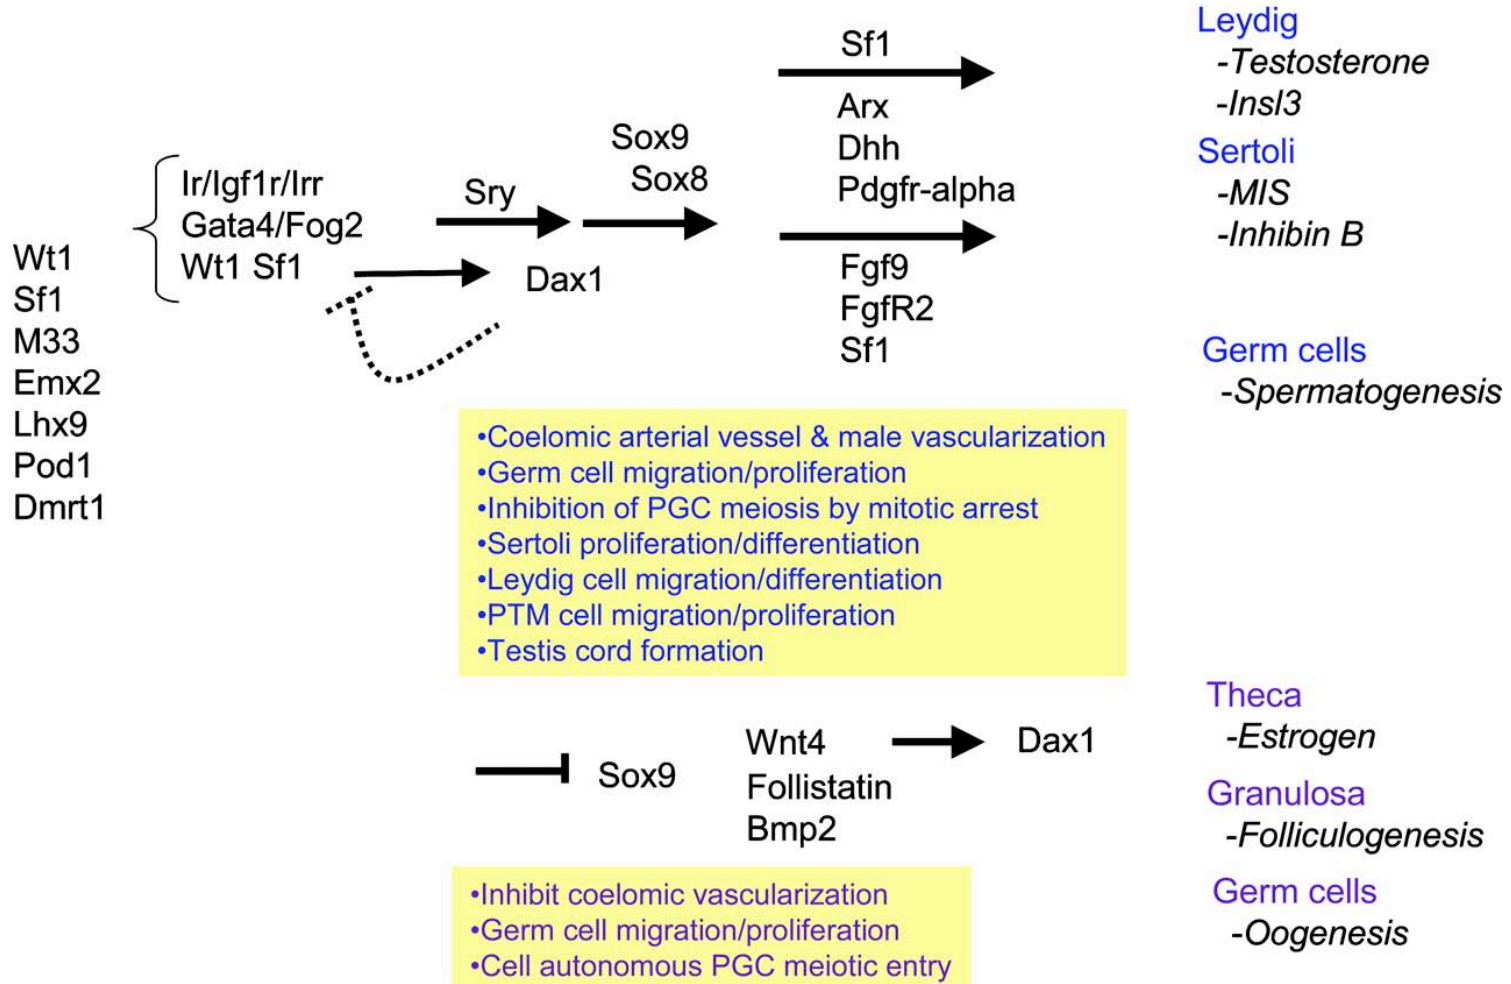 Wt1
Sf1
M33
Emx2
Lhx9
Pod1
Dmrt1
Ir/Igf1r/Irr
Gata4/Fog2
Wt1 Sf1
Sry
Dax1
Sox9
Sox8
Sf1
Arx
Dhh
Pdgfr-alpha
Fgf9
FgfR2
Sf1
Leydig
-Testosterone
-Insl3
Sertoli
-MIS
-Inhibin B
Germ cells
-Spermatogenesis
•Coelomic arterial vessel & male vascularization
•Germ cell migration/proliferation
•Inhibition of PGC meiosis by mitotic arrest
•Sertoli proliferation/differentiation
•Leydig cell migration/differentiation
•PTM cell migration/proliferation
•Testis cord formation
Sox9
Wnt4
Follistatin
Bmp2
Dax1
Theca
-Estrogen
Granulosa
-Folliculogenesis
Germ cells
-Oogenesis
•Inhibit coelomic vascularization
•Germ cell migration/proliferation
•Cell autonomous PGC meiotic entry